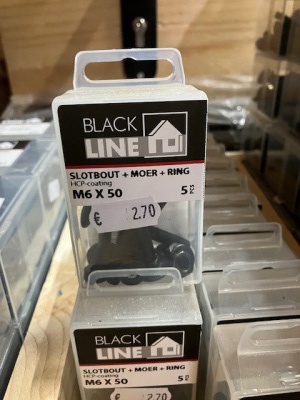 BLACK
LINE
SLOTBOUT + MOER + RING
HCP-coating
M6 X 50
5 PCS
€ 2.70
BLACK
LINE
SLOTBOUT + MOER + RING
HCP-coating
M6 X 50
5
€ 2.70